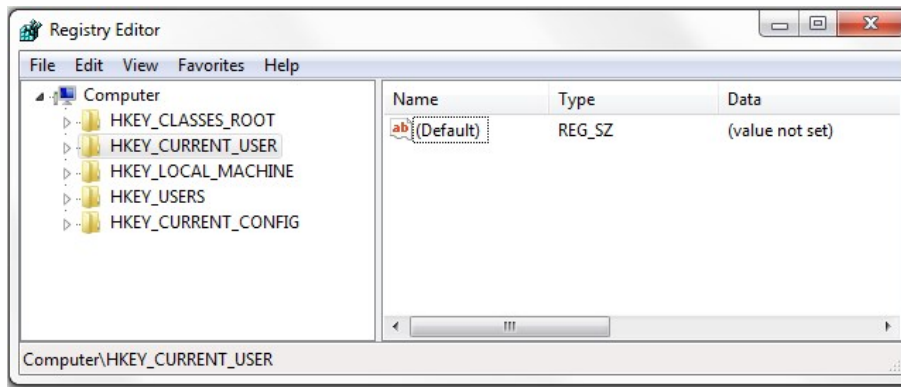 Registry Editor
File Edit View Favorites Help
Computer
HKEY_CLASSES_ROOT
HKEY_CURRENT_USER
HKEY_LOCAL_MACHINE
HKEY_USERS
HKEY_CURRENT_CONFIG
Name Type Data
ab (Default) REG_SZ (value not set)
Computer\HKEY_CURRENT_USER